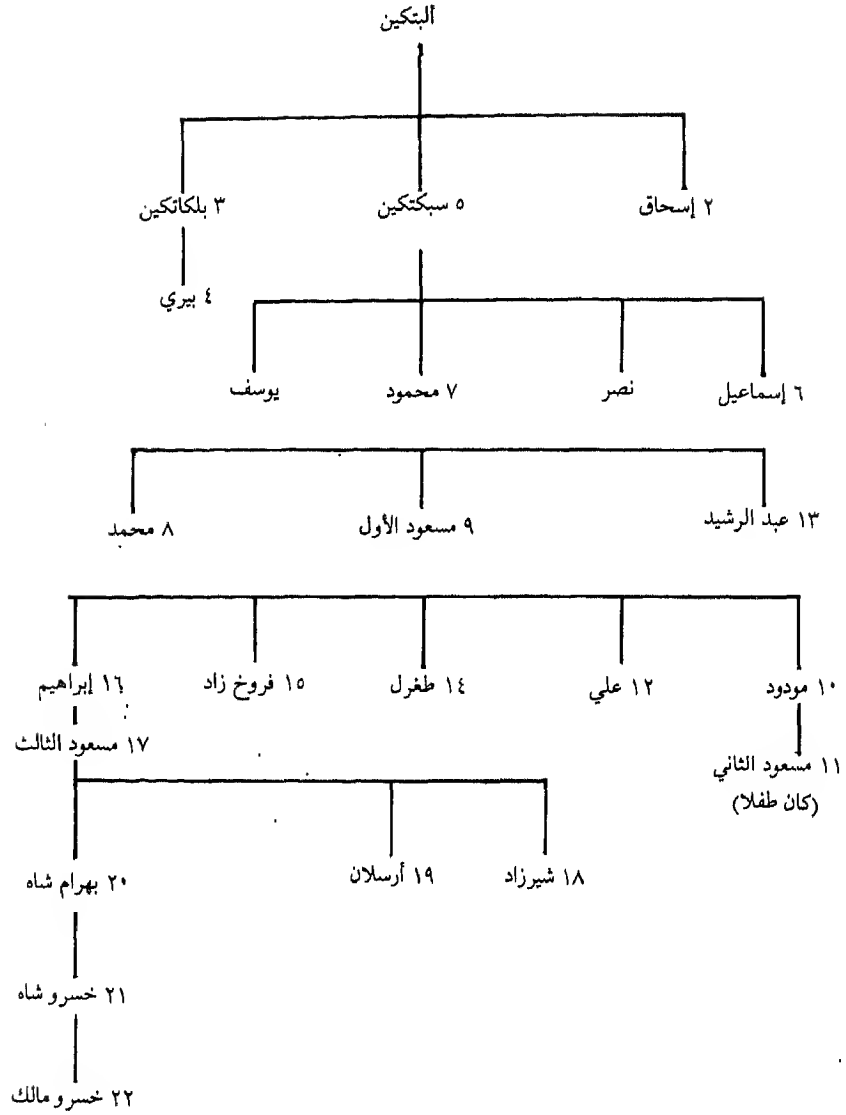 ألبتكين
٢ إسحاق
٥ سبكتكين
٣ بلكاتكين
٤ بيري
٦ إسماعيل
نصر
٧ محمود
يوسف
١٣ عبد الرشيد
٩ مسعود الأول
٨ محمد
١٠ مودود
١٢ علي
١٤ طغرل
١٥ فروخ زاد
١٦ إبراهيم
١١ مسعود الثاني
(كان طفلا)
١٧ مسعود الثالث
١٨ شيرزاد
١٩ أرسلان
٢٠ بهرام شاه
٢١ خسرو شاه
٢٢ خسرو مالك